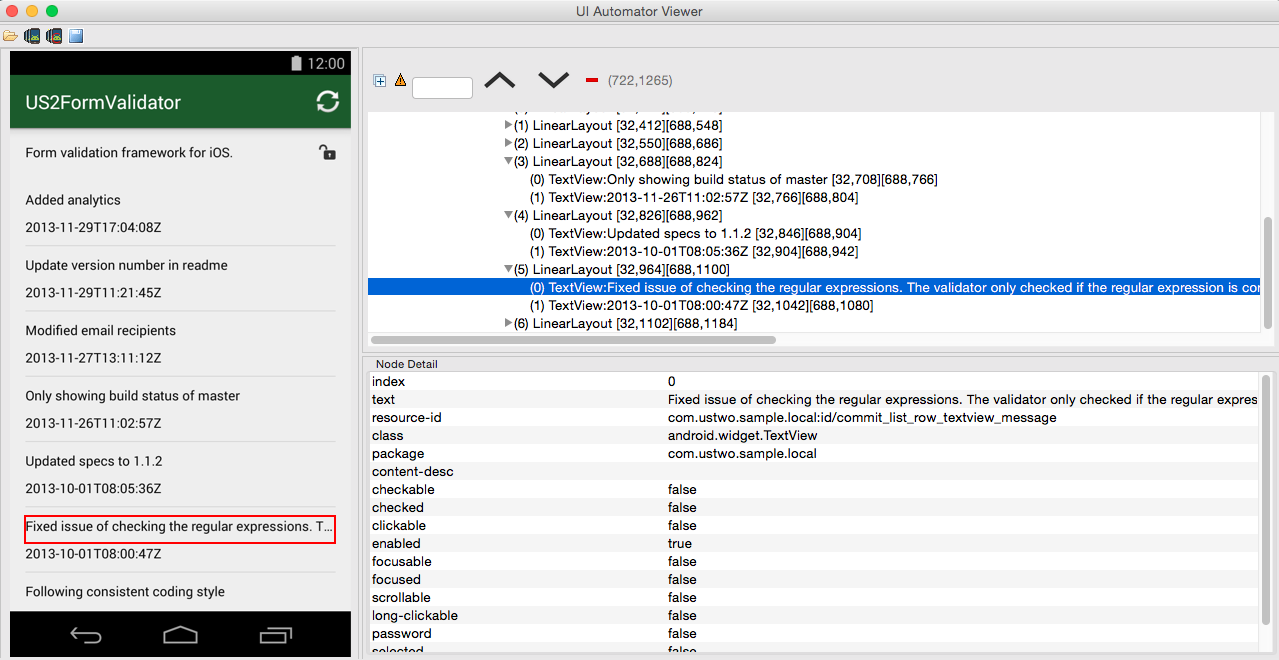 UI Automator Viewer
12:00
US2FormValidator
Form validation framework for iOS.
Added analytics
2013-11-29T17:04:08Z
Update version number in readme
2013-11-29T11:21:45Z
Modified email recipients
2013-11-27T13:11:12Z
Only showing build status of master
2013-11-26T11:02:57Z
Updated specs to 1.1.2
2013-10-01T08:05:36Z
Fixed issue of checking the regular expressions. T...
2013-10-01T08:00:47Z
Following consistent coding style
(722,1265)
(1) LinearLayout [32,412][688,548]
(2) LinearLayout [32,550][688,686]
(3) LinearLayout [32,688][688,824]
(0) TextView:Only showing build status of master [32,708][688,766]
(1) TextView:2013-11-26T11:02:57Z [32,766][688,804]
(4) LinearLayout [32,826][688,962]
(0) TextView:Updated specs to 1.1.2 [32,846][688,904]
(1) TextView:2013-10-01T08:05:36Z [32,904][688,942]
(5) LinearLayout [32,964][688,1100]
(0) TextView:Fixed issue of checking the regular expressions. The validator only checked if the regular expression is cor
(1) TextView:2013-10-01T08:00:47Z [32,1042][688,1080]
(6) LinearLayout [32,1102][688,1184]
Node Detail
index 0
text Fixed issue of checking the regular expressions. The validator only checked if the regular expres
resource-id com.ustwo.sample.local:id/commit_list_row_textview_message
class android.widget.TextView
package com.ustwo.sample.local
content-desc
checkable false
checked false
clickable false
enabled true
focusable false
focused false
scrollable false
long-clickable false
password false
selected false